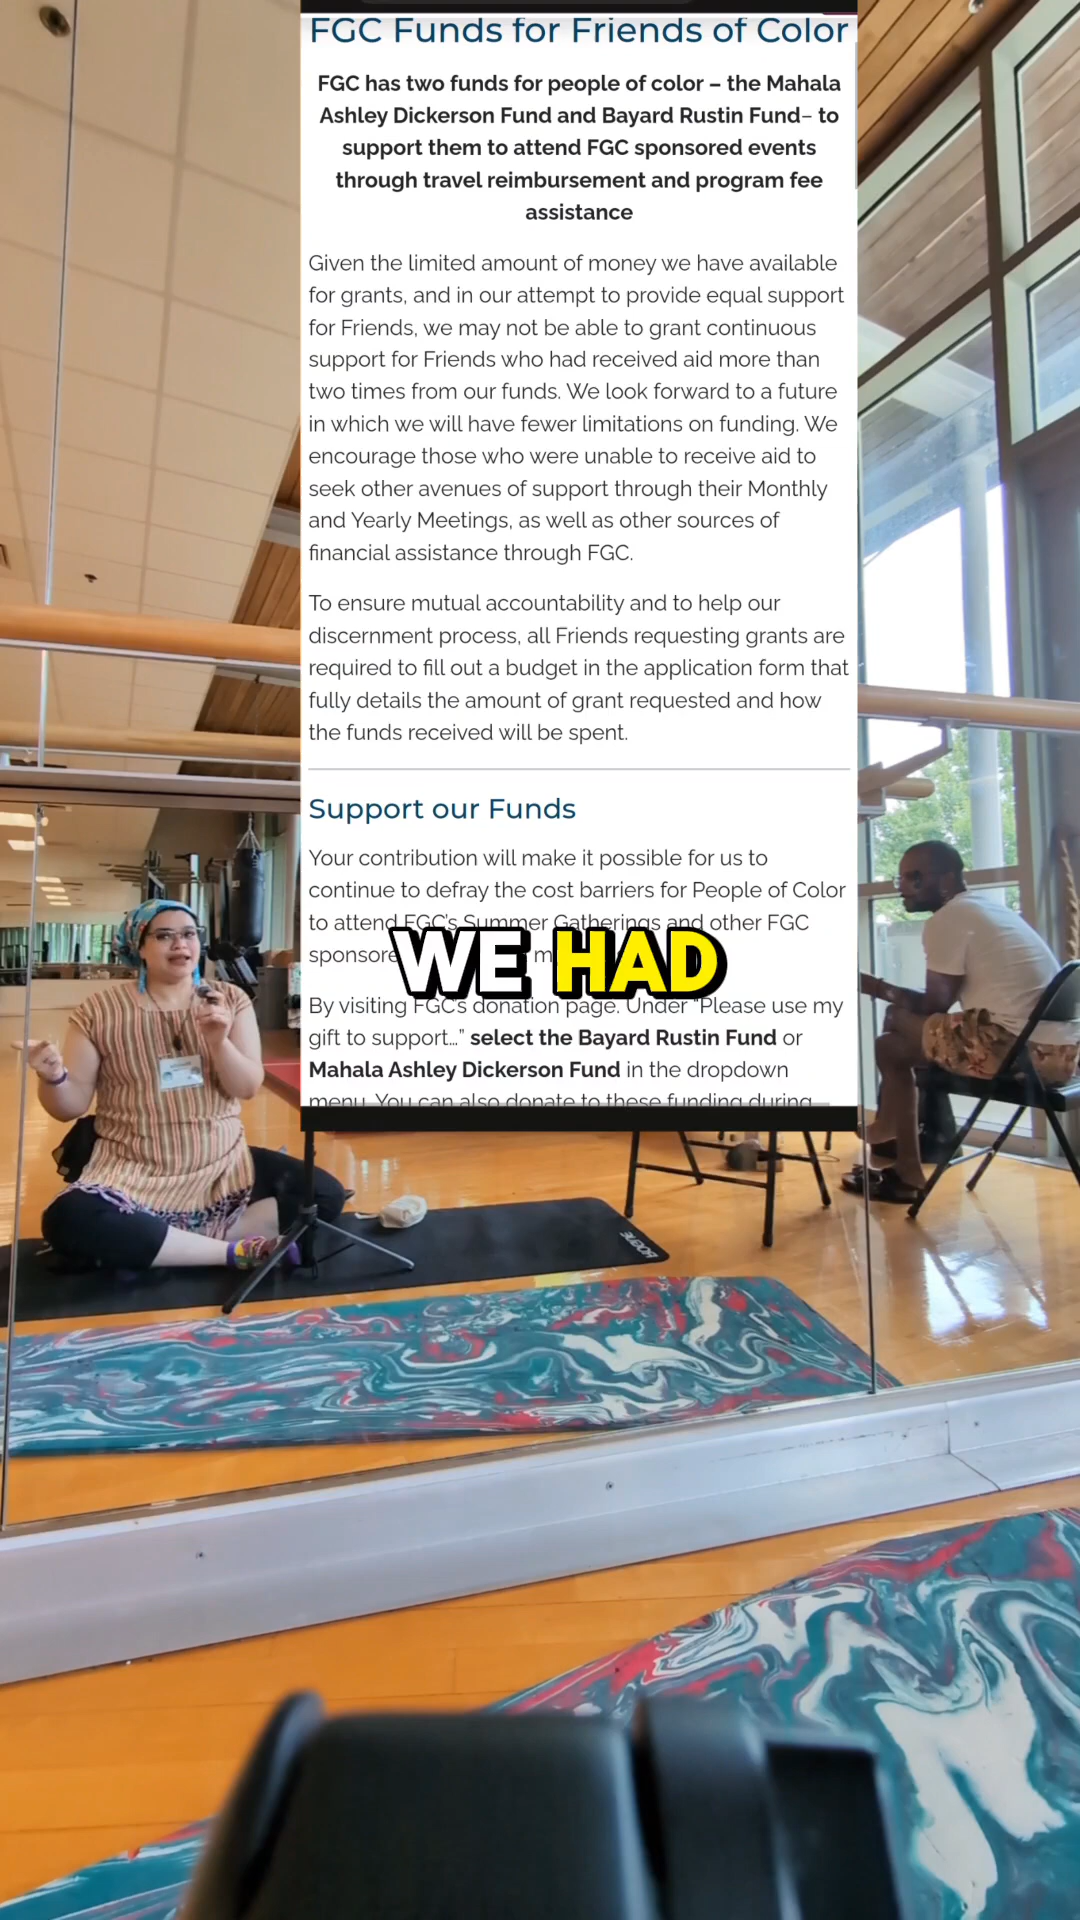 FGC Funds for Friends of Color
FGC has two funds for people of color – the Mahala
Ashley Dickerson Fund and Bayard Rustin Fund– to
support them to attend FGC sponsored events
through travel reimbursement and program fee
assistance
Given the limited amount of money we have available
for grants, and in our attempt to provide equal support
for Friends, we may not be able to grant continuous
support for Friends who had received aid more than
two times from our funds. We look forward to a future
in which we will have fewer limitations on funding. We
encourage those who were unable to receive aid to
seek other avenues of support through their Monthly
and Yearly Meetings, as well as other sources of
financial assistance through FGC.
To ensure mutual accountability and to help our
discernment process, all Friends requesting grants are
required to fill out a budget in the application form that
fully details the amount of grant requested and how
the funds received will be spent.
Support our Funds
Your contribution will make it possible for us to
continue to defray the cost barriers for People of Color
to attend FGC's Summer Gatherings and other FGC
WE HAD
By visiting FGC's donation page. Under "Please use my
gift to support…" select the Bayard Rustin Fund or
Mahala Ashley Dickerson Fund in the dropdown
menu. You can also donate to these funding during